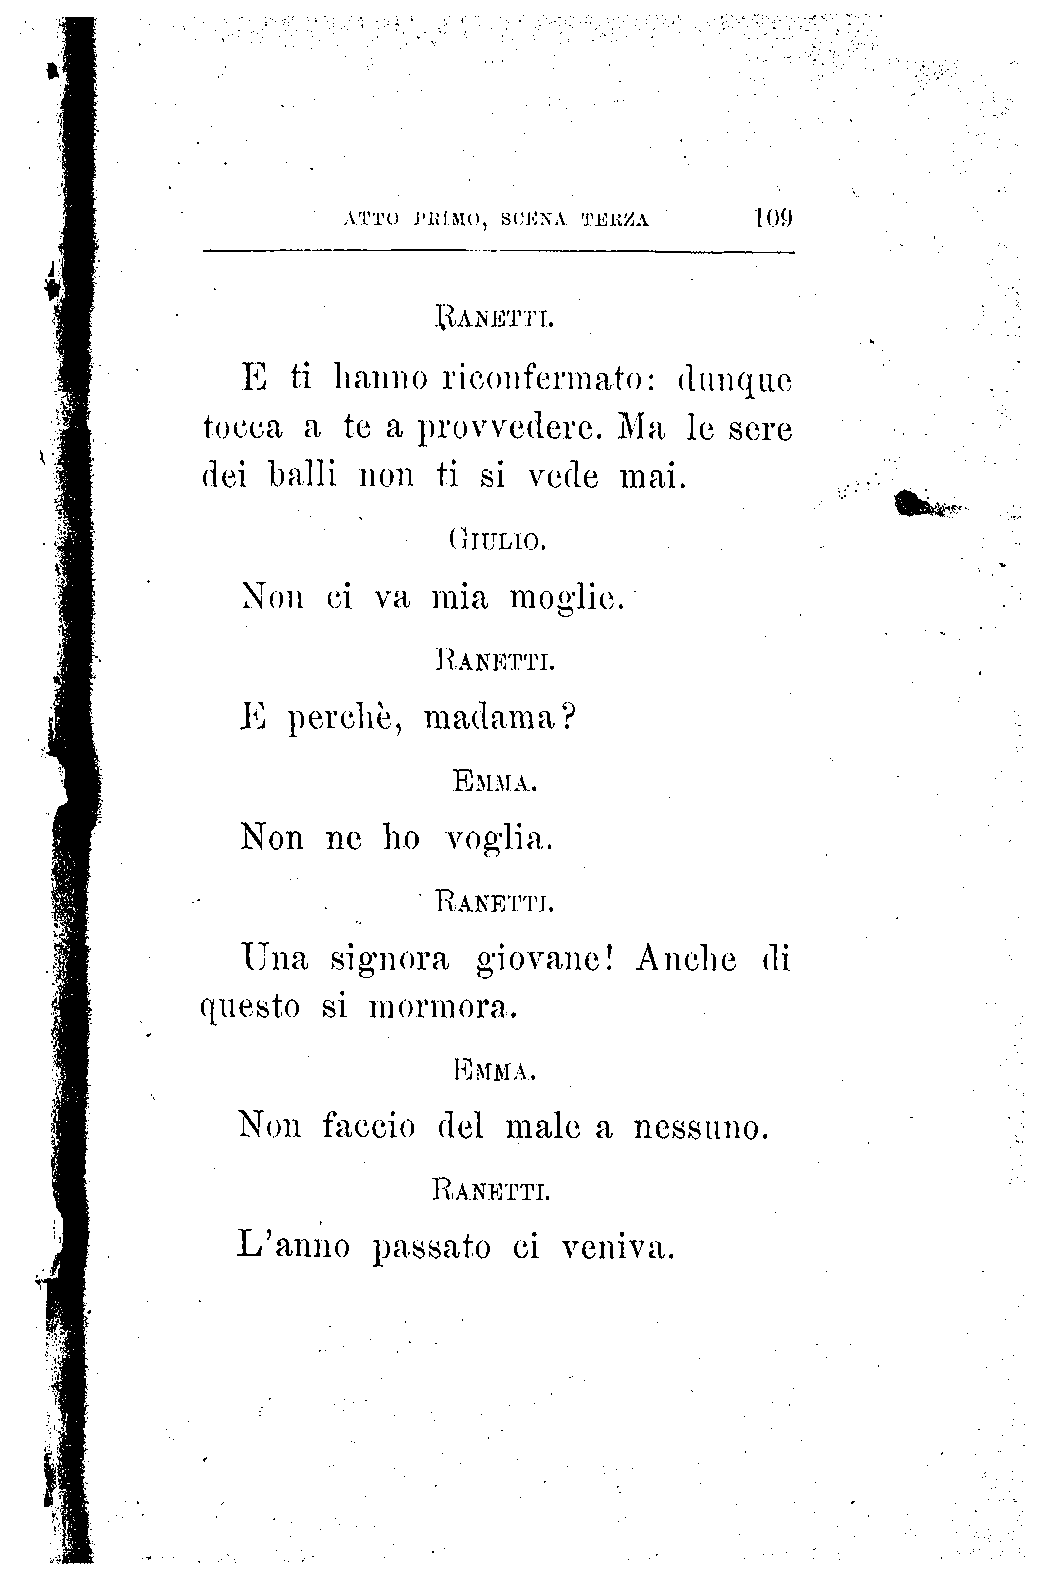 ATTO PRIMO, SCENA TERZA 109
RANETTI.
E ti hanno riconfermato: dunque
tocca a te a provvedere. Ma le sere
dei balli non ti si vede mai.
GIULIO.
Non ci va mia moglie.
RANETTI.
E perchè, madama?
EMMA.
Non ne ho voglia.
RANETTI.
Una signora giovane! Anche di
questo si mormora.
EMMA.
Non faccio del male a nessuno.
RANETTI.
L'anno passato ci veniva.